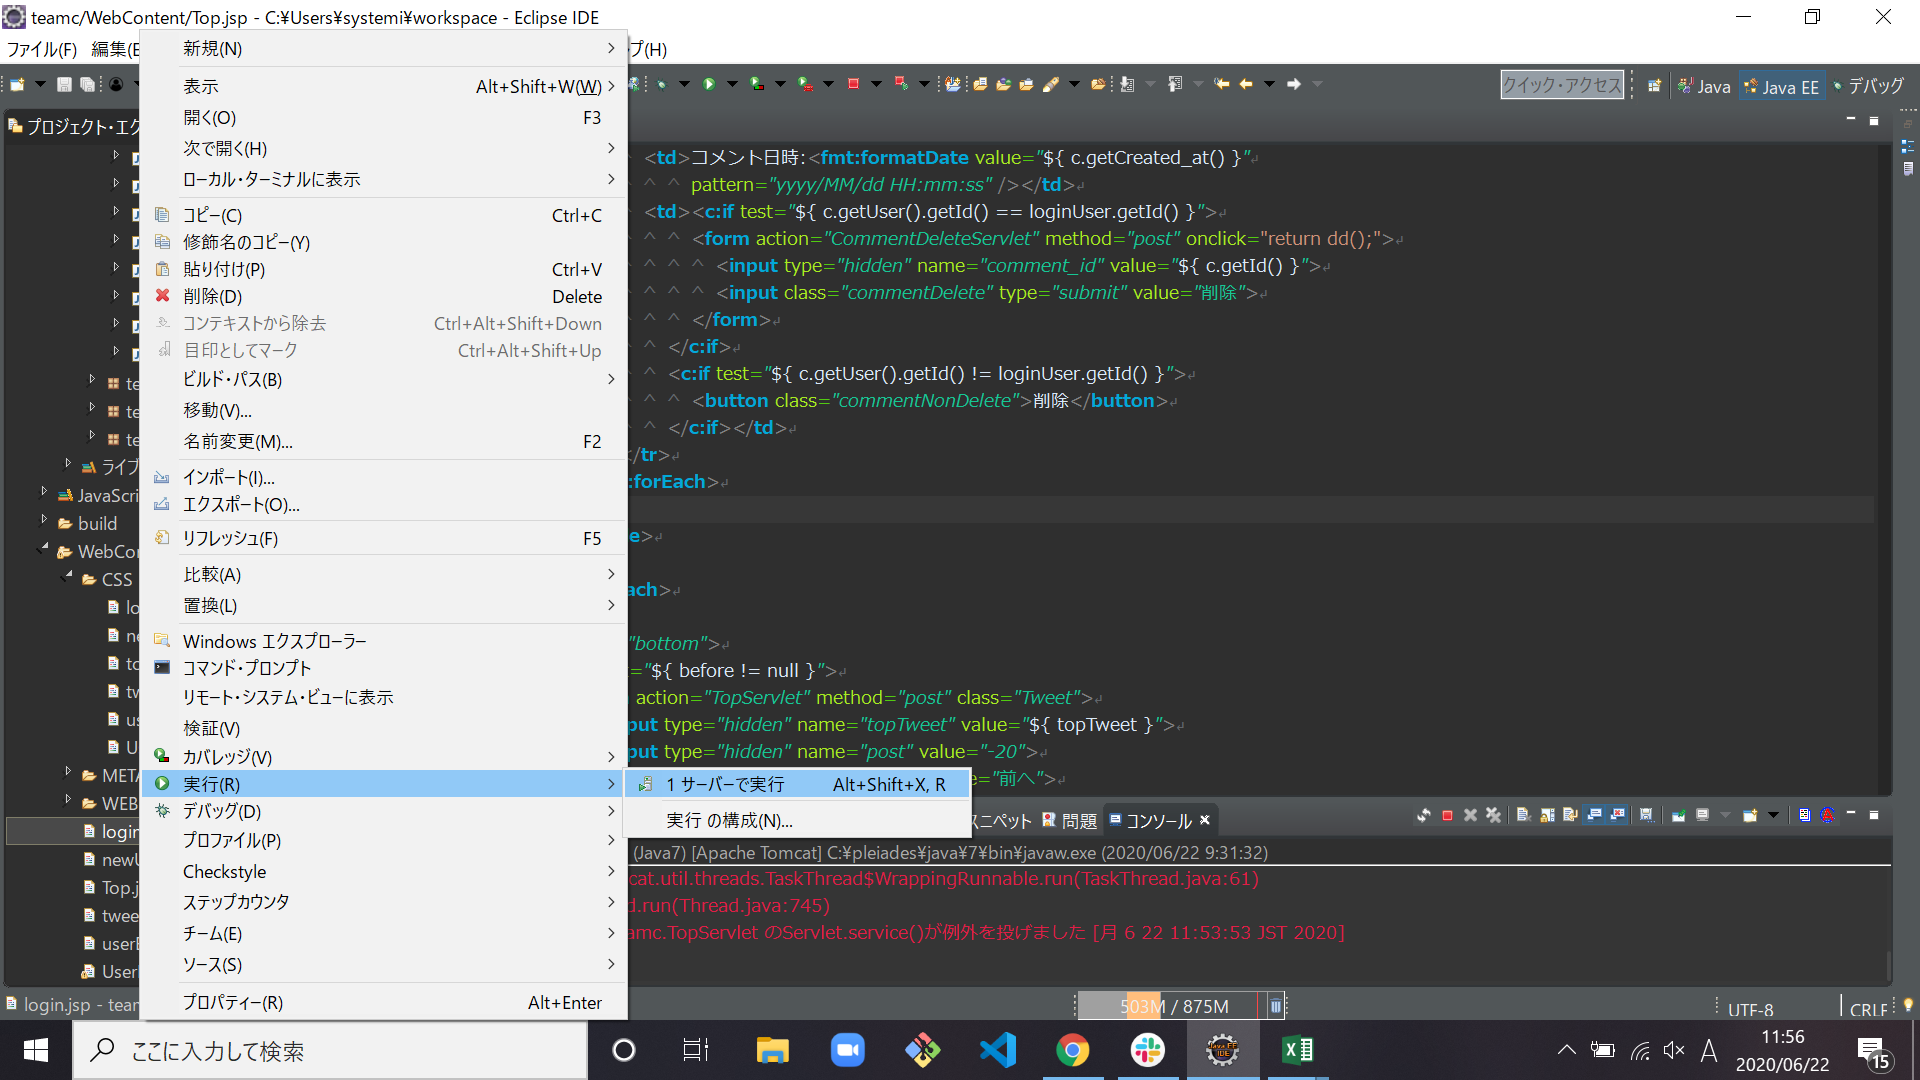 teamc/WebContent/Top.jsp - C:¥Users¥systemi¥workspace - Eclipse IDE
ファイル(F) 編集(E プ(H)
クイック・アクセス Java Java EE デバッグ
プロジェクト・エク
te
te
te
ライブ
JavaScri
build
WebCon
CSS
lo
ne
to
tw
us
U
META
WEB
login
newU
Top.j
twee
userE
User
新規(N)
表示 Alt+Shift+W(W)
開く(O) F3
次で開く(H)
ローカル・ターミナルに表示
コピー(C) Ctrl+C
修飾名のコピー(Y)
貼り付け(P) Ctrl+V
削除(D) Delete
コンテキストから除去 Ctrl+Alt+Shift+Down
目印としてマーク Ctrl+Alt+Shift+Up
ビルド・パス(B)
移動(V)...
名前変更(M)... F2
インポート(I)...
エクスポート(O)...
リフレッシュ(F) F5
比較(A)
置換(L)
Windows エクスプローラー
コマンド・プロンプト
リモート・システム・ビューに表示
検証(V)
カバレッジ(V)
実行(R)
デバッグ(D)
プロファイル(P)
Checkstyle
ステップカウンタ
チーム(E)
ソース(S)
プロパティー(R) Alt+Enter
1 サーバーで実行 Alt+Shift+X, R
実行 の構成(N)...
<td>コメント日時:<fmt:formatDate value="${ c.getCreated_at() }"
pattern="yyyy/MM/dd HH:mm:ss" /></td>
<td><c:if test="${ c.getUser().getId() == loginUser.getId() }">
<form action="CommentDeleteServlet" method="post" onclick="return dd();">
<input type="hidden" name="comment_id" value="${ c.getId() }">
<input class="commentDelete" type="submit" value="削除">
</form>
</c:if>
<c:if test="${ c.getUser().getId() != loginUser.getId() }">
<button class="commentNonDelete">削除</button>
</c:if></td>
/tr>
:forEach>
e>
ach>
"bottom">
="${ before != null }">
action="TopServlet" method="post" class="Tweet">
put type="hidden" name="topTweet" value="${ topTweet }">
put type="hidden" name="post" value="-20">
e="前へ">
スニペット 問題 コンソール
(Java7) [Apache Tomcat] C:¥pleiades¥java¥7¥bin¥javaw.exe (2020/06/22 9:31:32)
cat.util.threads.TaskThread$WrappingRunnable.run(TaskThread.java:61)
d.run(Thread.java:745)
amc.TopServlet のServlet.service()が例外を投げました [月 6 22 11:53:53 JST 2020]
login.jsp - team 503M / 875M UTF-8 CRLF
ここに入力して検索
A 11:56
2020/06/22
15